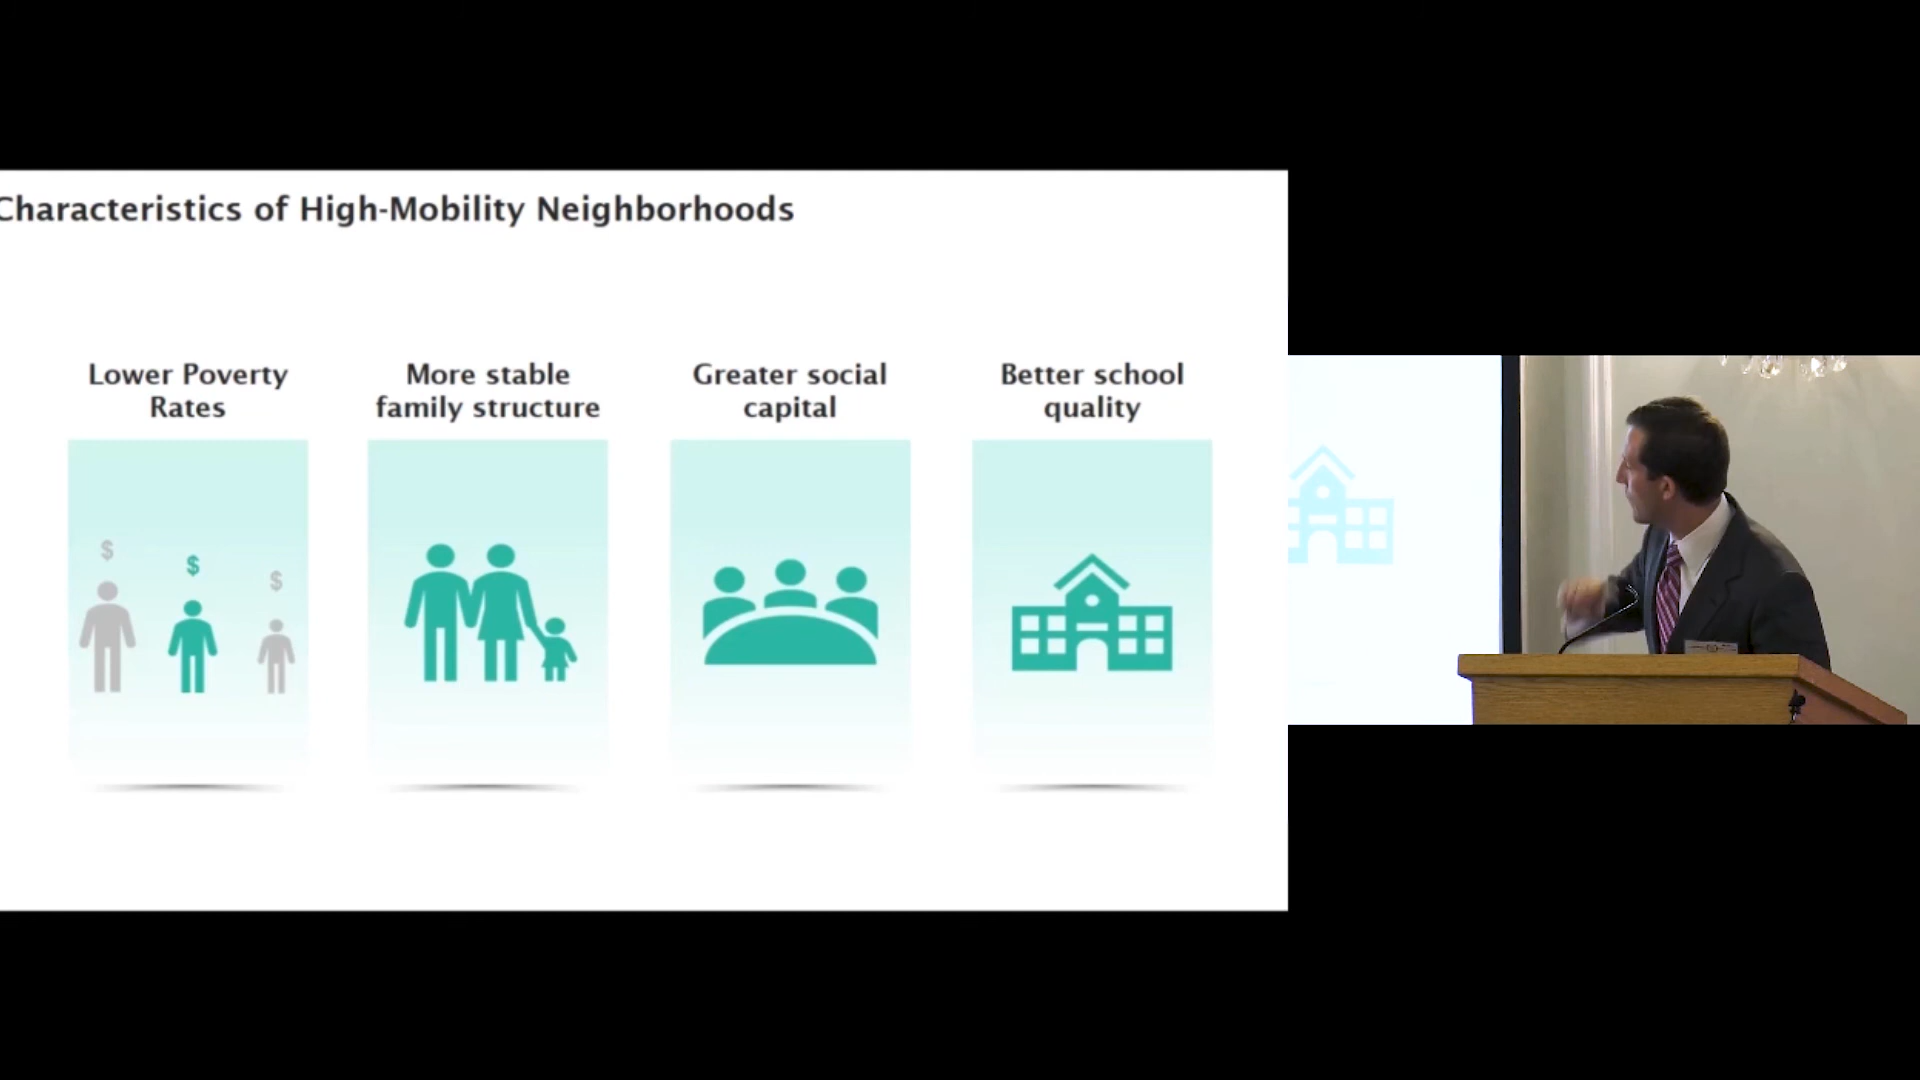 Characteristics of High-Mobility Neighborhoods
Lower Poverty
Rates
More stable
family structure
Greater social
capital
Better school
quality
$
$
$